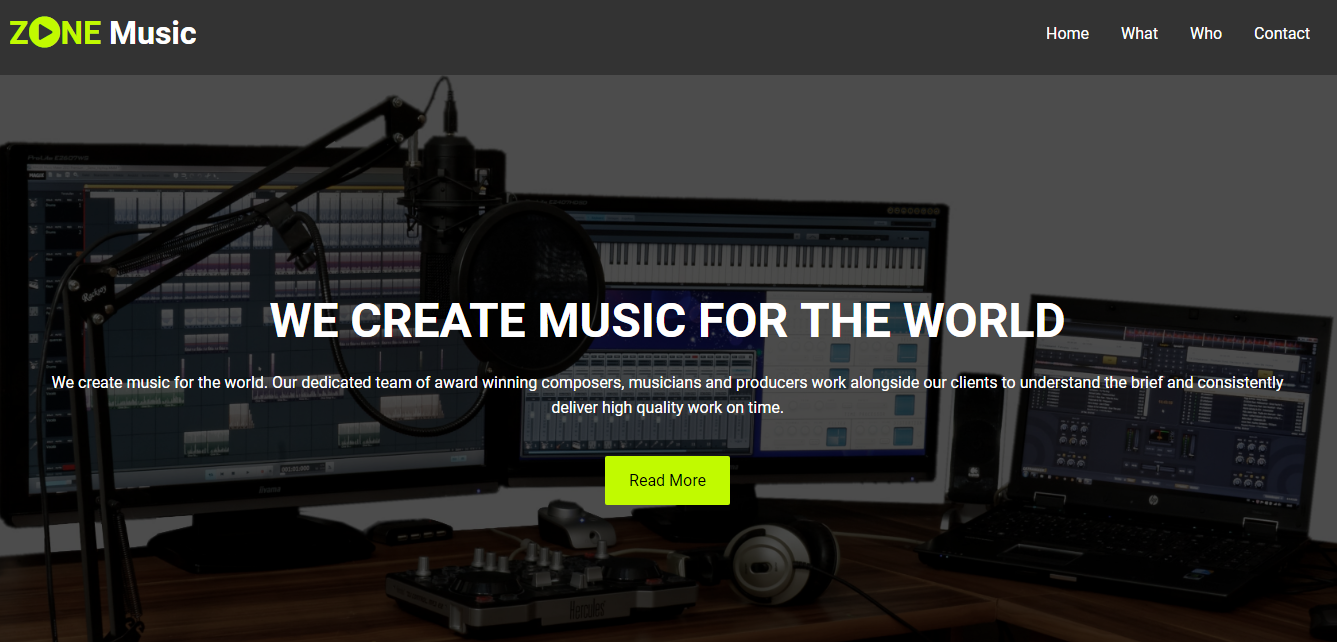 ZONE Music
Home
What
Who
Contact
WE CREATE MUSIC FOR THE WORLD
We create music for the world. Our dedicated team of award winning composers, musicians and producers work alongside our clients to understand the brief and consistently
deliver high quality work on time.
Read More
hp
Hercules